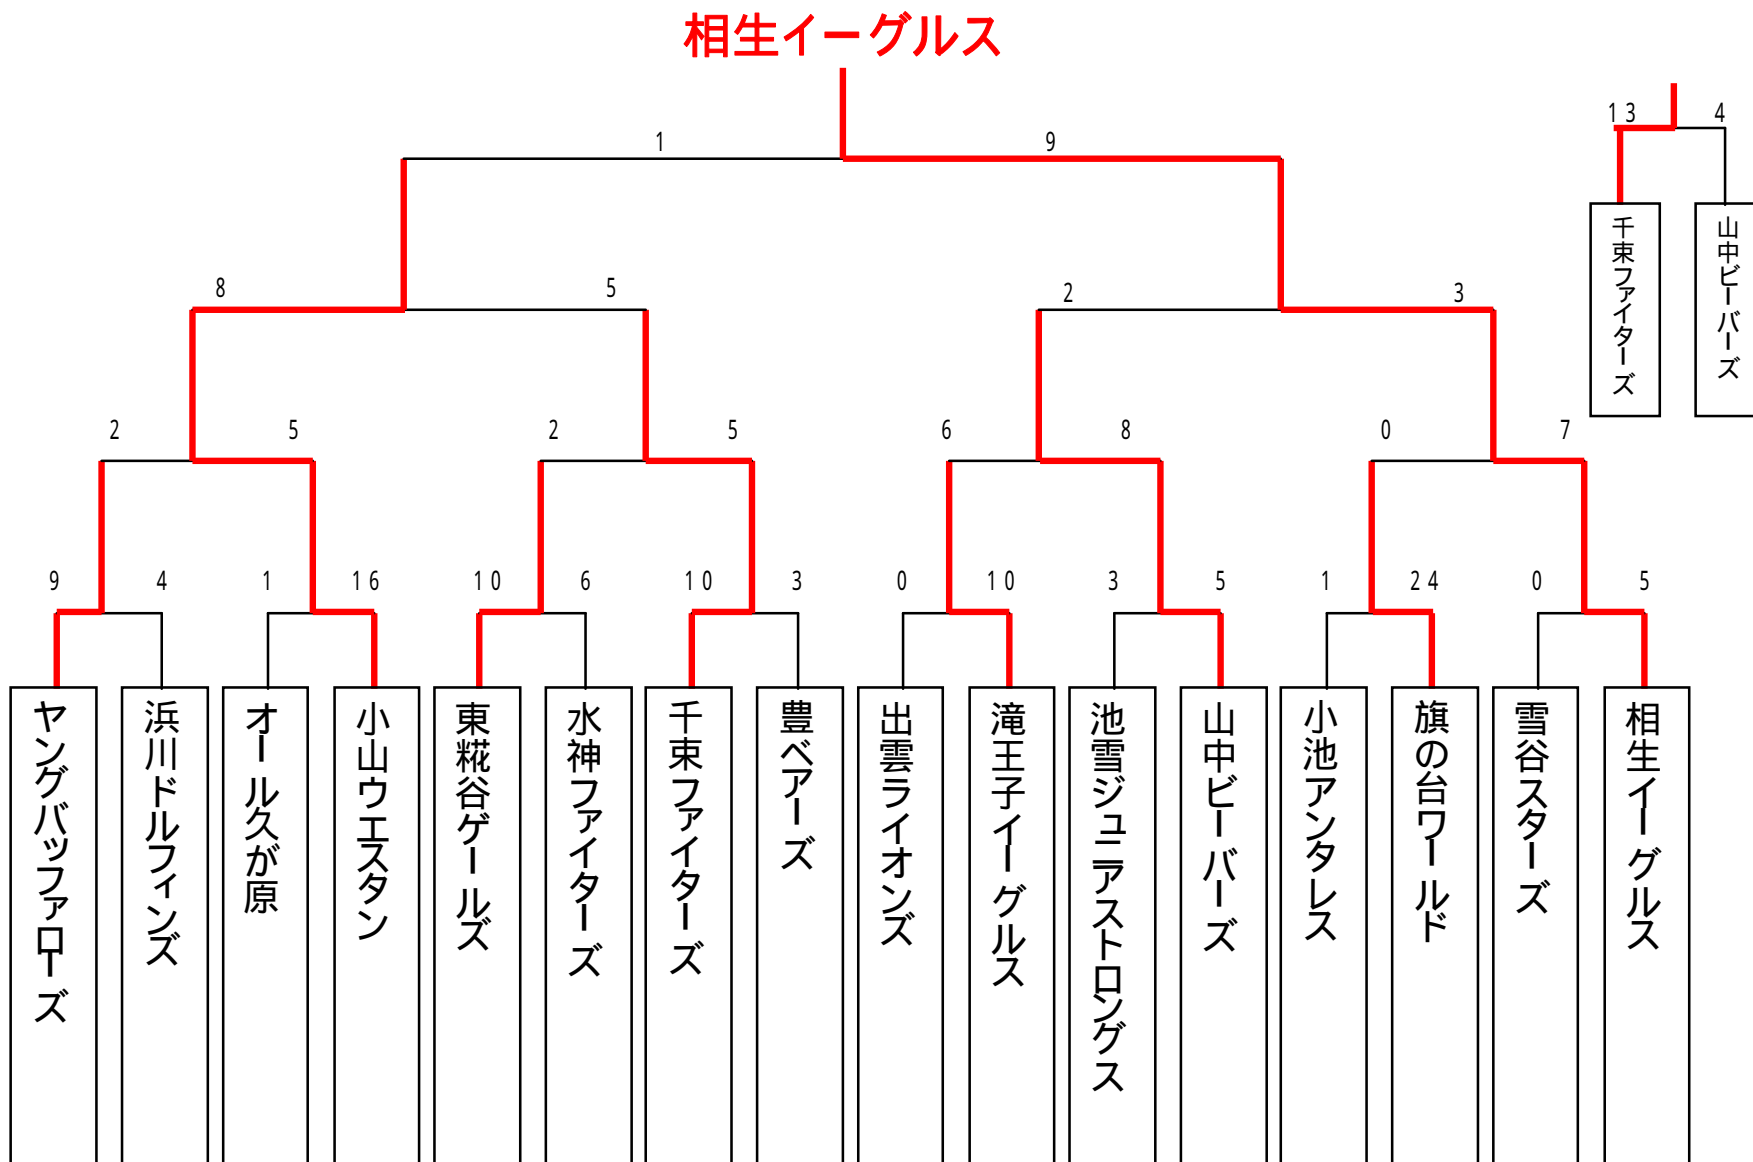 相生イーグルス
13 4
1 9
千束ファイターズ
山中ビーバーズ
8 5 2 3
2 5 2 5 6 8 0 7
9 4 1 16 10 6 10 3 0 10 3 5 1 24 0 5
ヤングバッファローズ
浜川ドルフィンズ
オール久が原
小山ウエスタン
東糀谷ゲールズ
水神ファイターズ
千束ファイターズ
豊ベアーズ
出雲ライオンズ
滝王子イーグルス
池雪ジュニアストロングス
山中ビーバーズ
小池アンタレス
旗の台ワールド
雪谷スターズ
相生イーグルス